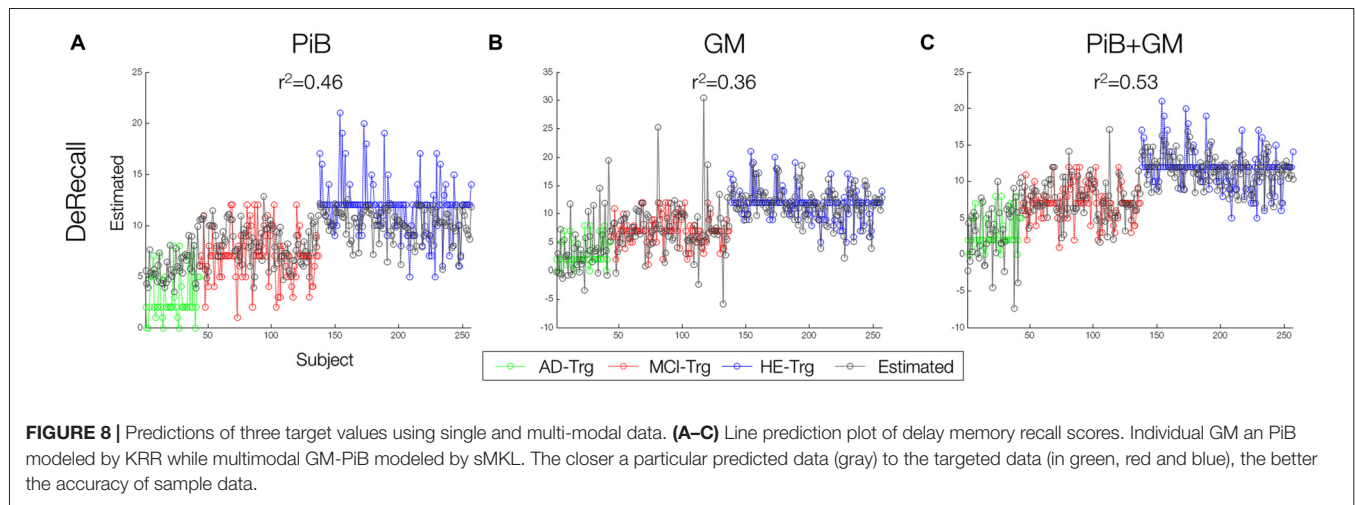 A PiB
r²=0.46
B GM
r²=0.36
C PiB+GM
r²=0.53
DeRecall
Estimated
25
20
15
10
5
0
50 100 150 200 250
Subject
35
30
25
20
15
10
5
0
-5
-10
50 100 150 200 250
25
20
15
10
5
0
-5
-10
50 100 150 200 250
AD-Trg MCI-Trg HE-Trg Estimated
FIGURE 8 | Predictions of three target values using single and multi-modal data. (A–C) Line prediction plot of delay memory recall scores. Individual GM an PiB
modeled by KRR while multimodal GM-PiB modeled by sMKL. The closer a particular predicted data (gray) to the targeted data (in green, red and blue), the better
the accuracy of sample data.